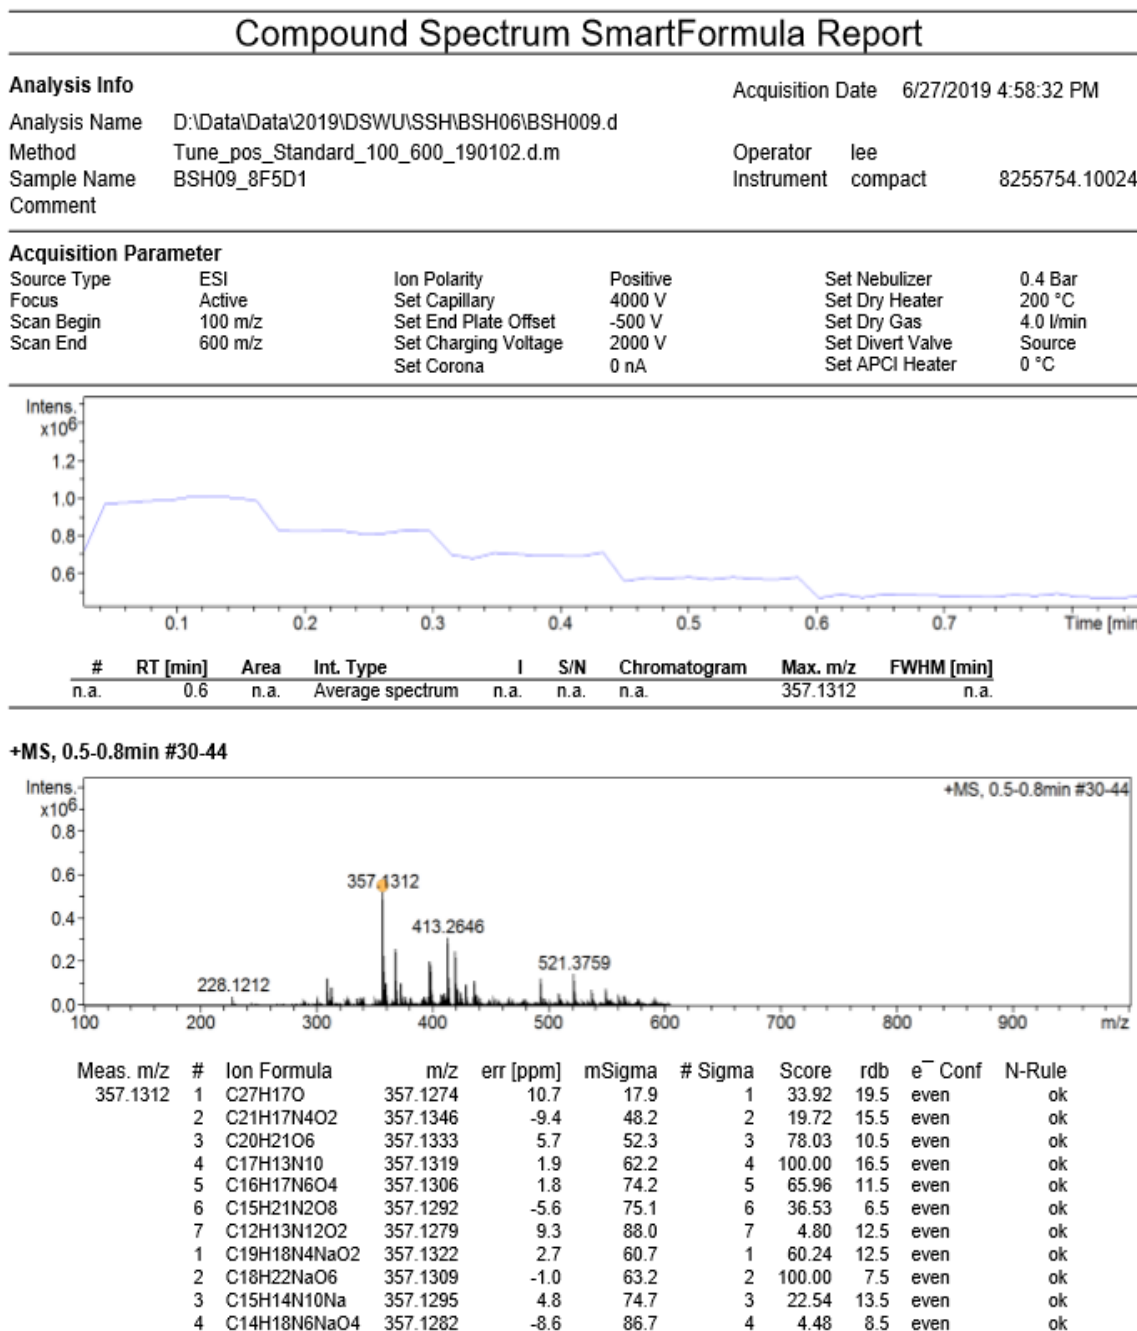 Compound Spectrum SmartFormula Report
Analysis Info
Acquisition Date 6/27/2019 4:58:32 PM
Analysis Name D:\Data\Data\2019\DSWU\SSH\BSH06\BSH009.d
Method Tune_pos_Standard_100_600_190102.d.m Operator lee
Sample Name BSH09_8F5D1 Instrument compact 8255754.10024
Comment
Acquisition Parameter
Source Type ESI Ion Polarity Positive Set Nebulizer 0.4 Bar
Focus Active Set Capillary 4000 V Set Dry Heater 200 °C
Scan Begin 100 m/z Set End Plate Offset -500 V Set Dry Gas 4.0 l/min
Scan End 600 m/z Set Charging Voltage 2000 V Set Divert Valve Source
Set Corona 0 nA Set APCI Heater 0 °C
Intens.
x10⁶
1.2
1.0
0.8
0.6
0.1 0.2 0.3 0.4 0.5 0.6 0.7 Time [min
# RT [min] Area Int. Type I S/N Chromatogram Max. m/z FWHM [min]
n.a. 0.6 n.a. Average spectrum n.a. n.a. n.a. 357.1312 n.a.
+MS, 0.5-0.8min #30-44
Intens.
x10⁶
+MS, 0.5-0.8min #30-44
0.8
0.6
357.1312
0.4
413.2646
0.2
521.3759
228.1212
0.0
100 200 300 400 500 600 700 800 900 m/z
Meas. m/z # Ion Formula m/z err [ppm] mSigma # Sigma Score rdb e⁻ Conf N-Rule
357.1312 1 C27H17O 357.1274 10.7 17.9 1 33.92 19.5 even ok
2 C21H17N4O2 357.1346 -9.4 48.2 2 19.72 15.5 even ok
3 C20H21O6 357.1333 5.7 52.3 3 78.03 10.5 even ok
4 C17H13N10 357.1319 1.9 62.2 4 100.00 16.5 even ok
5 C16H17N6O4 357.1306 1.8 74.2 5 65.96 11.5 even ok
6 C15H21N2O8 357.1292 -5.6 75.1 6 36.53 6.5 even ok
7 C12H13N12O2 357.1279 9.3 88.0 7 4.80 12.5 even ok
1 C19H18N4NaO2 357.1322 2.7 60.7 1 60.24 12.5 even ok
2 C18H22NaO6 357.1309 -1.0 63.2 2 100.00 7.5 even ok
3 C15H14N10Na 357.1295 4.8 74.7 3 22.54 13.5 even ok
4 C14H18N6NaO4 357.1282 -8.6 86.7 4 4.48 8.5 even ok